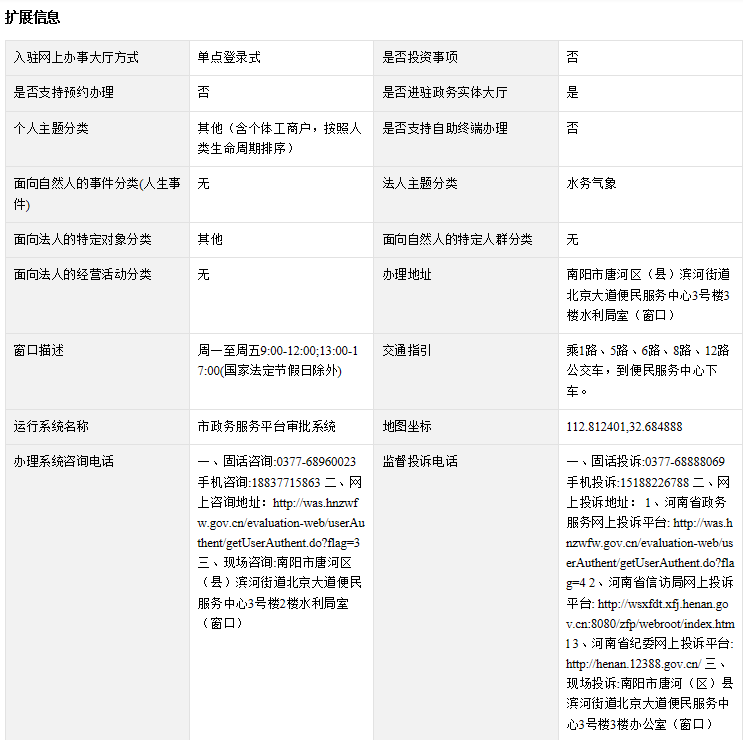 扩展信息
入驻网上办事大厅方式
单点登录式
是否投资事项
否
是否支持预约办理
否
是否进驻政务实体大厅
是
个人主题分类
其他（含个体工商户，按照人
类生命周期排序）
是否支持自助终端办理
否
面向自然人的事件分类(人生事
件)
无
法人主题分类
水务气象
面向法人的特定对象分类
其他
面向自然人的特定人群分类
无
面向法人的经营活动分类
无
办理地址
南阳市唐河区（县）滨河街道
北京大道便民服务中心3号楼3
楼水利局室（窗口）
窗口描述
周一至周五9:00-12:00;13:00-1
7:00(国家法定节假日除外)
交通指引
乘1路、5路、6路、8路、12路
公交车，到便民服务中心下
车。
运行系统名称
市政务服务平台审批系统
地图坐标
112.812401,32.684888
办理系统咨询电话
一、固话咨询:0377-68960023
手机咨询:18837715863 二、网
上咨询地址：http://was.hnzwf
w.gov.cn/evaluation-web/userAu
thent/getUserAuthent.do?flag=3
三、现场咨询:南阳市唐河区
（县）滨河街道北京大道便民
服务中心3号楼2楼水利局室
（窗口）
监督投诉电话
一、固话投诉:0377-68888069
手机投诉:15188226788 二、网
上投诉地址： 1、河南省政务
服务网上投诉平台: http://was.h
nzwfw.gov.cn/evaluation-web/us
erAuthent/getUserAuthent.do?fla
g=4 2、河南省信访局网上投诉
平台: http://wsxfdt.xfj.henan.go
v.cn:8080/zfp/webroot/index.htm
l 3、河南省纪委网上投诉平台:
http://henan.12388.gov.cn/ 三、
现场投诉:南阳市唐河（区）县
滨河街道北京大道便民服务中
心3号楼3楼办公室（窗口）